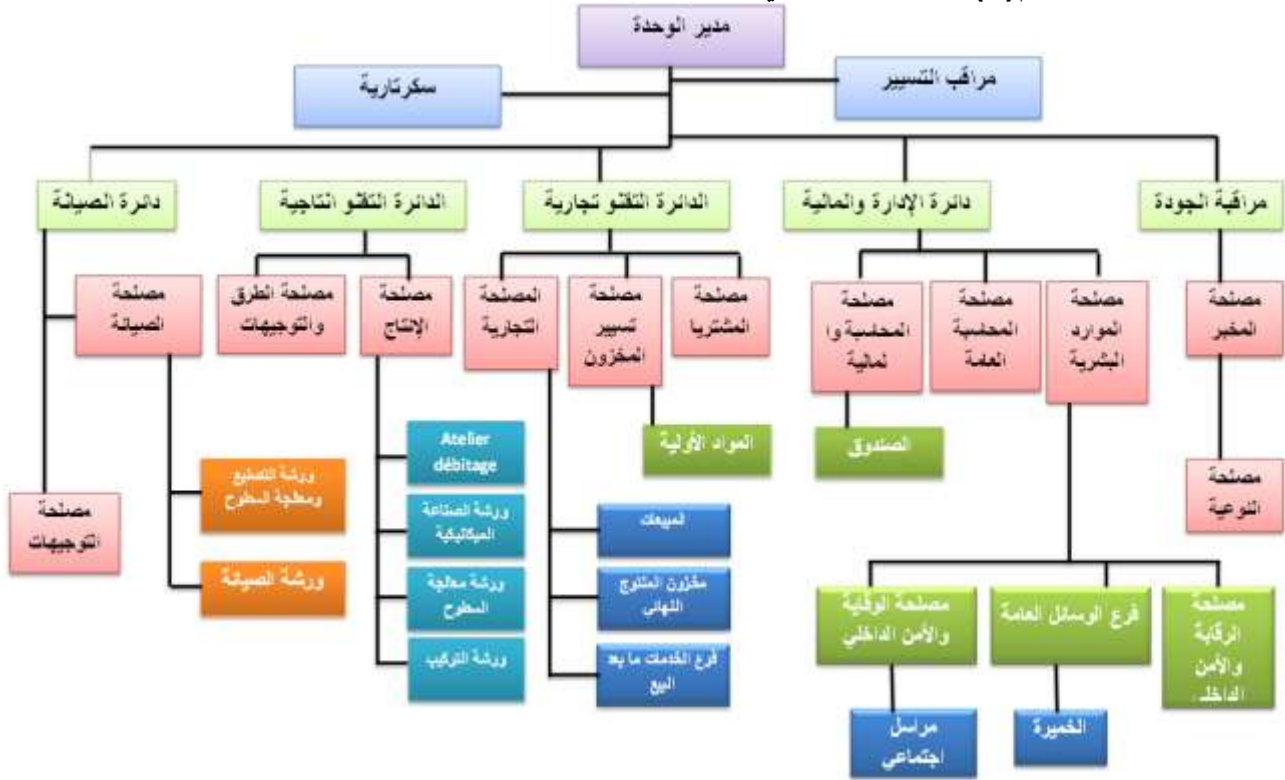 مدير الوحدة
مراقب التسيير
سكرتارية
مراقبة الجودة
دائرة الإدارة والمالية
الدائرة التقنو تجارية
الدائرة التقنو انتاجية
دائرة الصيانة
مصلحة
المخبر
مصلحة
الموارد
البشرية
مصلحة
المحاسبة
العامة
مصلحة
المحاسبة وا
لمالية
مصلحة
المشتريا
مصلحة
تسيير
المخزون
المصلحة
التجارية
مصلحة
الإنتاج
مصلحة الطرق
والتوجيهات
مصلحة
الصيانة
مصلحة
النوعية
الصندوق
المواد الأولية
Atelier
débitage
ورشة الصناعة
الميكانيكية
ورشة معالجة
السطوح
ورشة التركيب
المبيعات
مخزون المنتوج
النهائي
فرع الخدمات ما بعد
البيع
ورشة التصنيع
ومعالجة السطوح
ورشة الصيانة
مصلحة
التوجيهات
مصلحة
الرقابة
والأمن
الداخلـ
فرع الوسائل العامة
مصلحة الوقاية
والأمن الداخلي
الخميرة
مراسل
اجتماعي